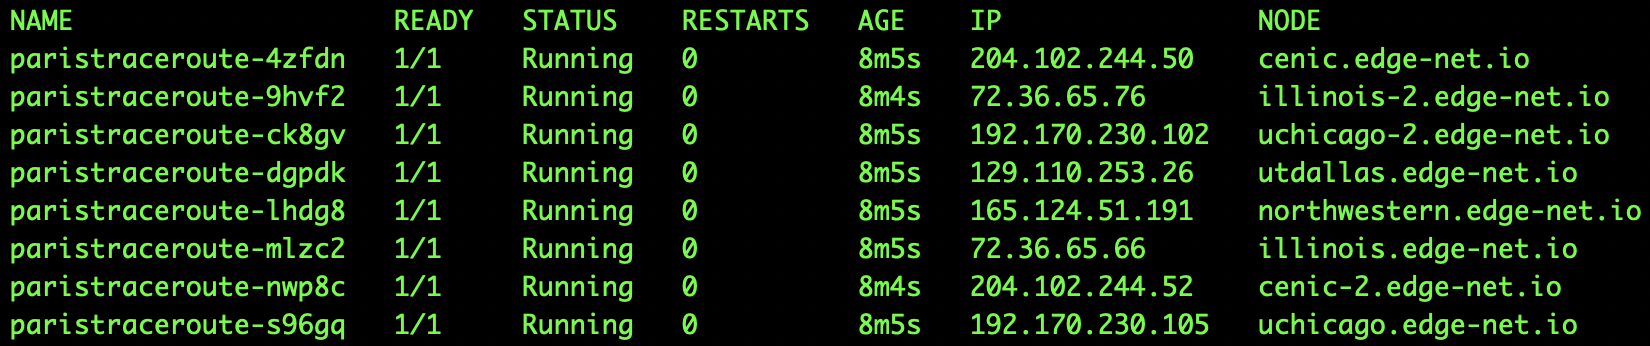 NAME READY STATUS RESTARTS AGE IP NODE
paristraceroute-4zfdn 1/1 Running 0 8m5s 204.102.244.50 cenic.edge-net.io
paristraceroute-9hvf2 1/1 Running 0 8m4s 72.36.65.76 illinois-2.edge-net.io
paristraceroute-ck8gv 1/1 Running 0 8m5s 192.170.230.102 uchicago-2.edge-net.io
paristraceroute-dgpdk 1/1 Running 0 8m5s 129.110.253.26 utdallas.edge-net.io
paristraceroute-lhdg8 1/1 Running 0 8m5s 165.124.51.191 northwestern.edge-net.io
paristraceroute-mlzc2 1/1 Running 0 8m5s 72.36.65.66 illinois.edge-net.io
paristraceroute-nwp8c 1/1 Running 0 8m4s 204.102.244.52 cenic-2.edge-net.io
paristraceroute-s96gq 1/1 Running 0 8m5s 192.170.230.105 uchicago.edge-net.io